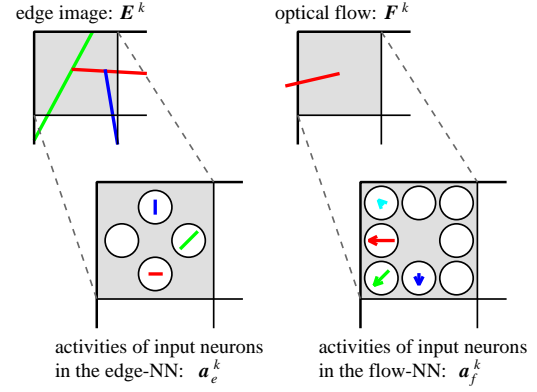 edge image: E^k
optical flow: F^k
activities of input neurons
in the edge-NN: a_e^k
activities of input neurons
in the flow-NN: a_f^k